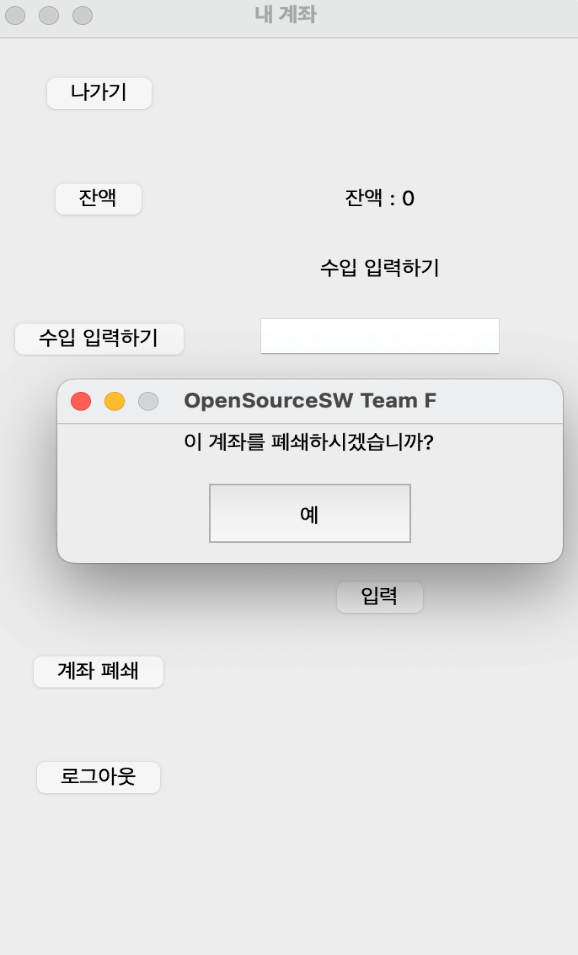 내 계좌
나가기
잔액
잔액 : 0
수입 입력하기
수입 입력하기
OpenSourceSW Team F
이 계좌를 폐쇄하시겠습니까?
예
입력
계좌 폐쇄
로그아웃